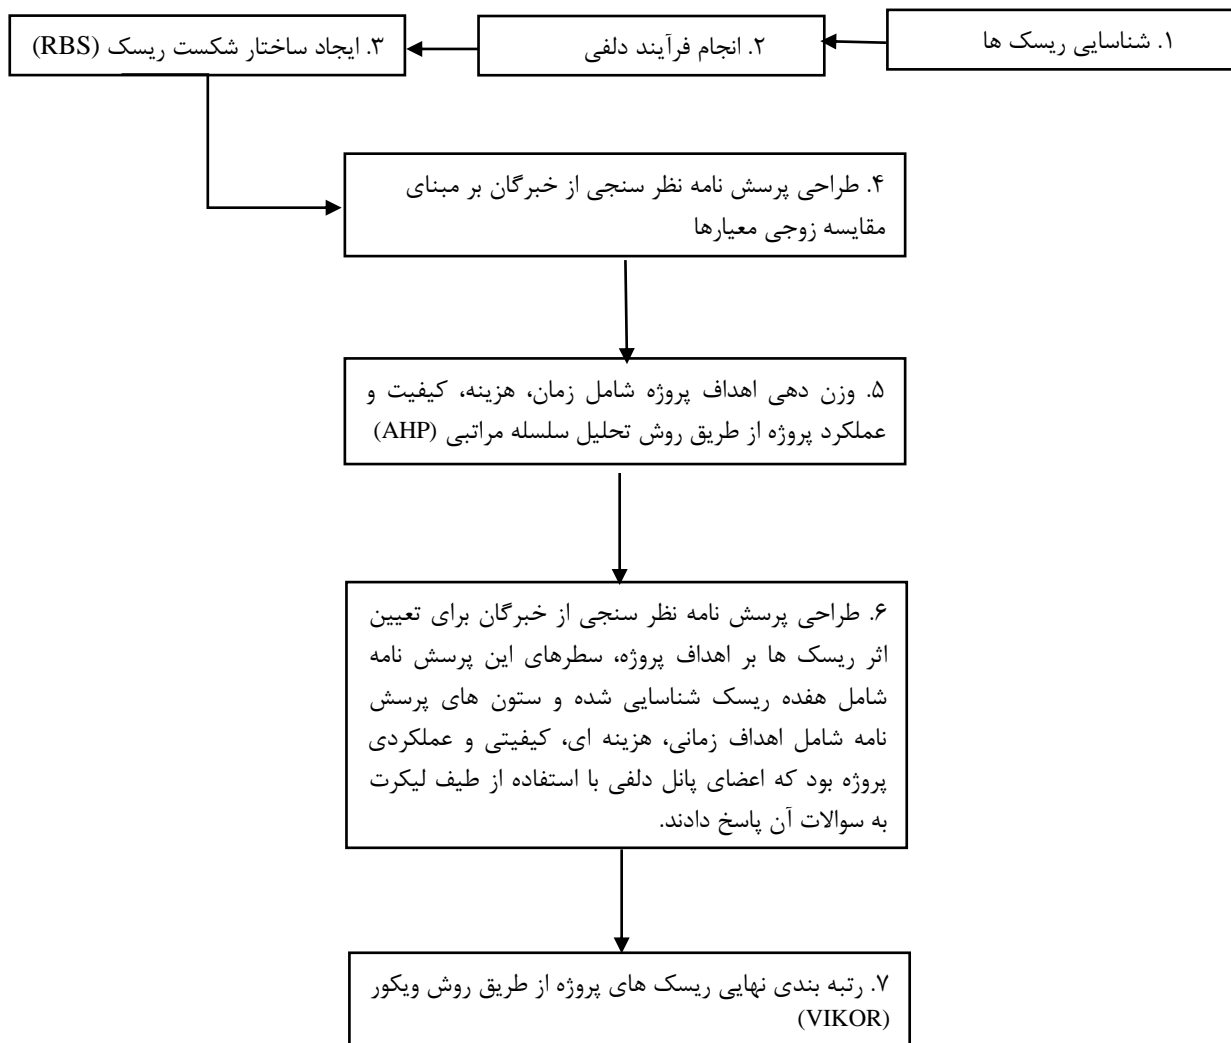 ۱. شناسایی ریسک ها
۲. انجام فرآیند دلفی
۳. ایجاد ساختار شکست ریسک (RBS)
۴. طراحی پرسش نامه نظر سنجی از خبرگان بر مبنای
مقایسه زوجی معیارها
۵. وزن دهی اهداف پروژه شامل زمان، هزینه، کیفیت و
عملکرد پروژه از طریق روش تحلیل سلسله مراتبی (AHP)
۶. طراحی پرسش نامه نظر سنجی از خبرگان برای تعیین
اثر ریسک ها بر اهداف پروژه، سطرهای این پرسش نامه
شامل هفده ریسک شناسایی شده و ستون های پرسش
نامه شامل اهداف زمانی، هزینه ای، کیفیتی و عملکردی
پروژه بود که اعضای پانل دلفی با استفاده از طیف لیکرت
به سوالات آن پاسخ دادند.
۷. رتبه بندی نهایی ریسک های پروژه از طریق روش ویکور
(VIKOR)